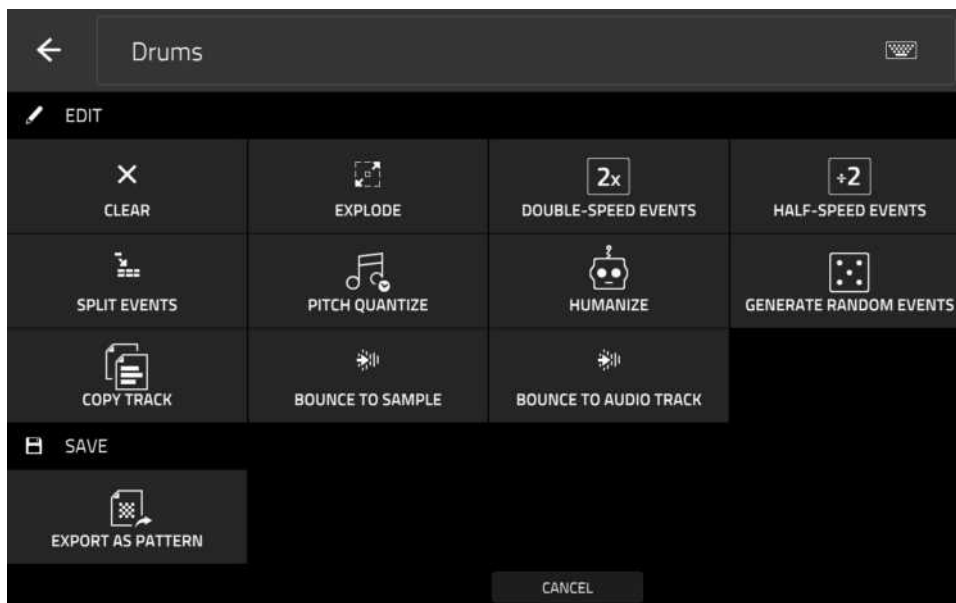 Drums
EDIT
CLEAR
EXPLODE
2x
DOUBLE-SPEED EVENTS
÷2
HALF-SPEED EVENTS
SPLIT EVENTS
PITCH QUANTIZE
HUMANIZE
GENERATE RANDOM EVENTS
COPY TRACK
BOUNCE TO SAMPLE
BOUNCE TO AUDIO TRACK
SAVE
EXPORT AS PATTERN
CANCEL